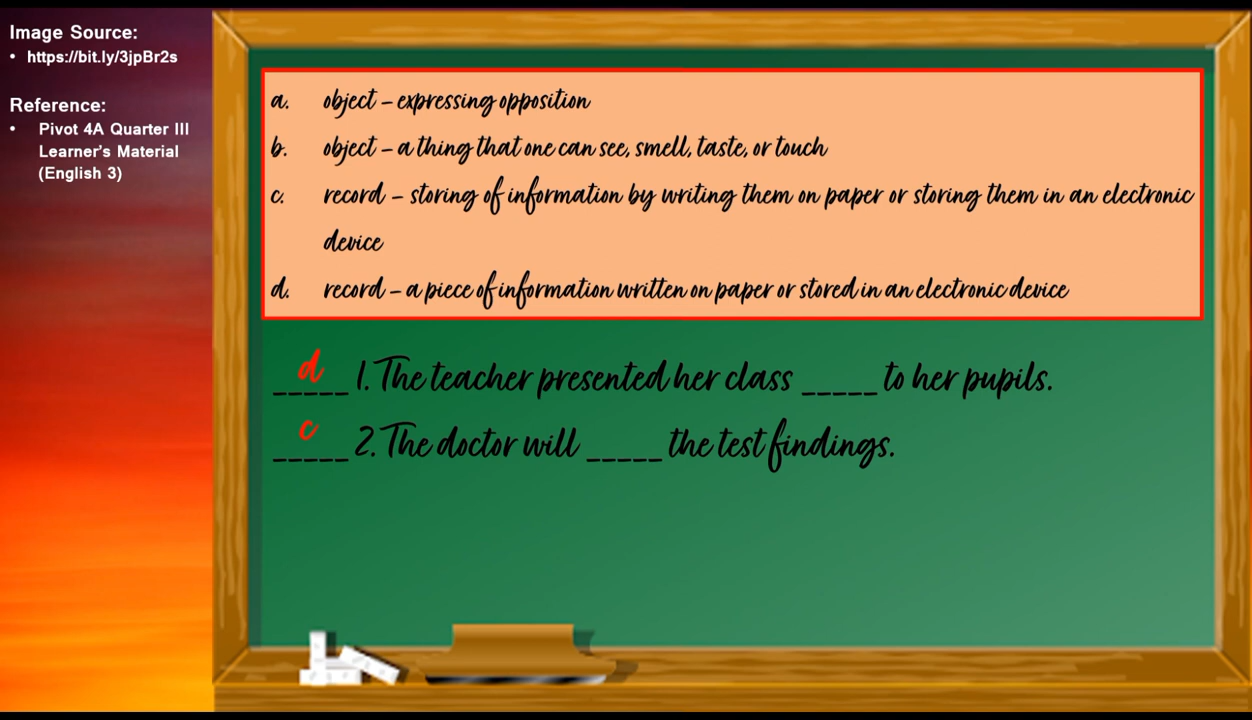 Image Source:
• https://bit.ly/3jpBr2s
Reference:
• Pivot 4A Quarter III
Learner's Material
(English 3)
a. object – expressing opposition
b. object – a thing that one can see, smell, taste, or touch
c. record – storing of information by writing them on paper or storing them in an electronic
device
d. record – a piece of information written on paper or stored in an electronic device
__d__ 1. The teacher presented her class _____ to her pupils.
__c__ 2. The doctor will _____ the test findings.